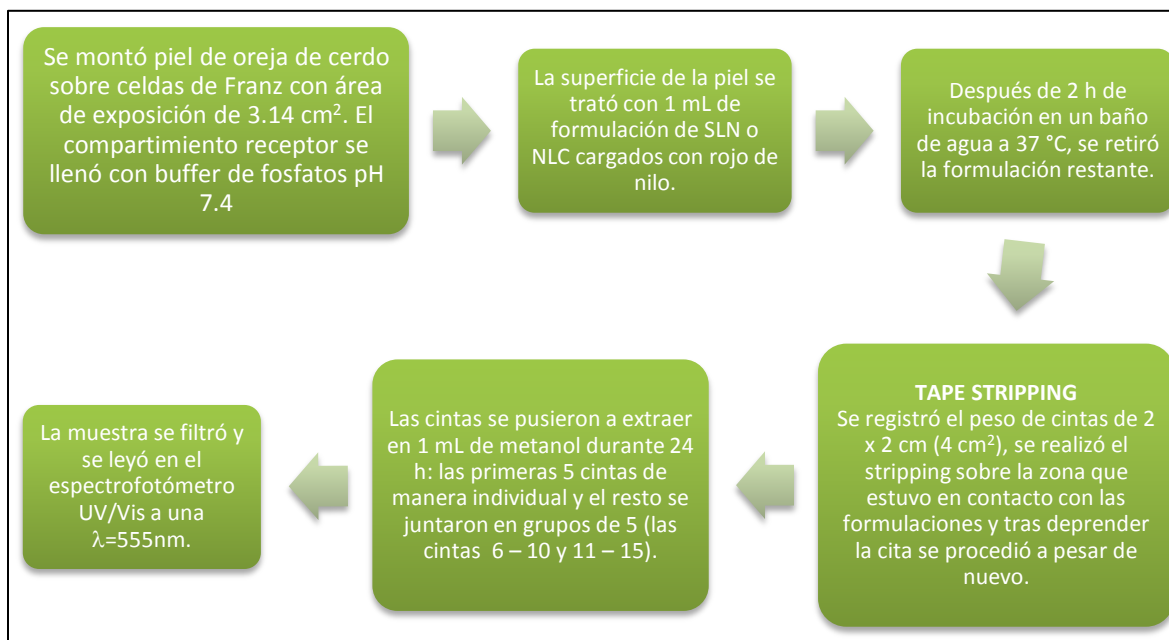 Se montó piel de oreja de cerdo
sobre celdas de Franz con área
de exposición de 3.14 cm². El
compartimiento receptor se
llenó con buffer de fosfatos pH
7.4
La superficie de la piel se
trató con 1 mL de
formulación de SLN o
NLC cargados con rojo de
nilo.
Después de 2 h de
incubación en un baño
de agua a 37 °C, se retiró
la formulación restante.
TAPE STRIPPING
Se registró el peso de cintas de 2
x 2 cm (4 cm²), se realizó el
stripping sobre la zona que
estuvo en contacto con las
formulaciones y tras deprender
la cita se procedió a pesar de
nuevo.
Las cintas se pusieron a extraer
en 1 mL de metanol durante 24
h: las primeras 5 cintas de
manera individual y el resto se
juntaron en grupos de 5 (las
cintas 6 – 10 y 11 – 15).
La muestra se filtró y
se leyó en el
espectrofotómetro
UV/Vis a una
λ=555nm.